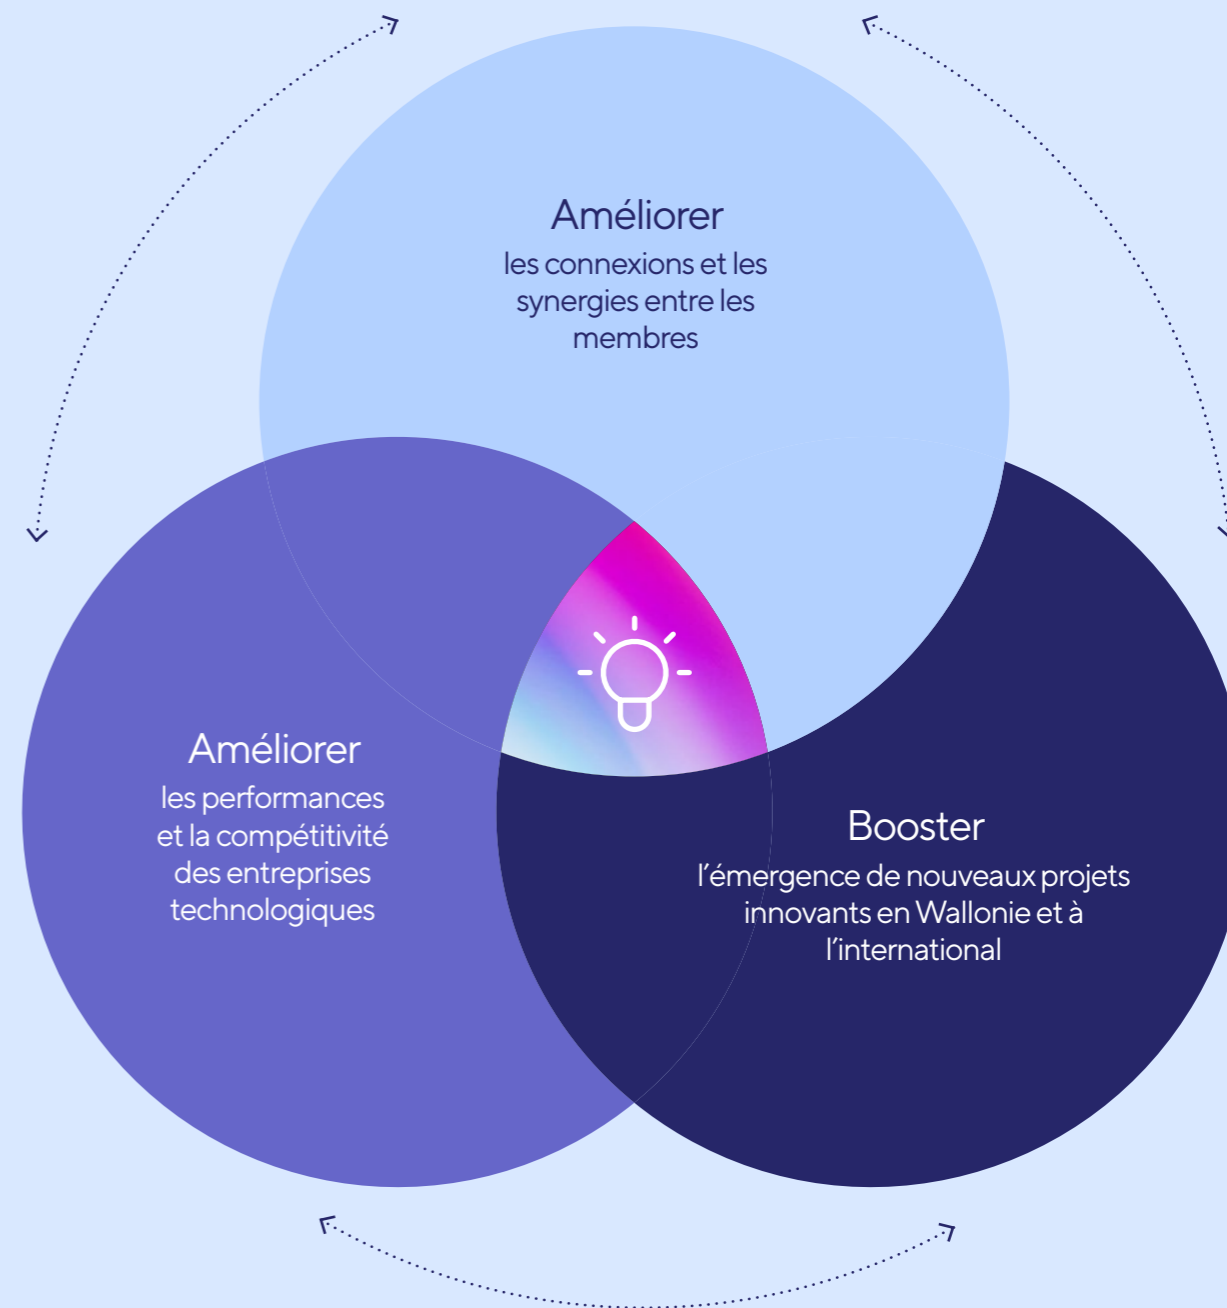 Améliorer
les connexions et les
synergies entre les
membres
Améliorer
les performances
et la compétitivité
des entreprises
technologiques
Booster
l’émergence de nouveaux projets
innovants en Wallonie et à
l’international